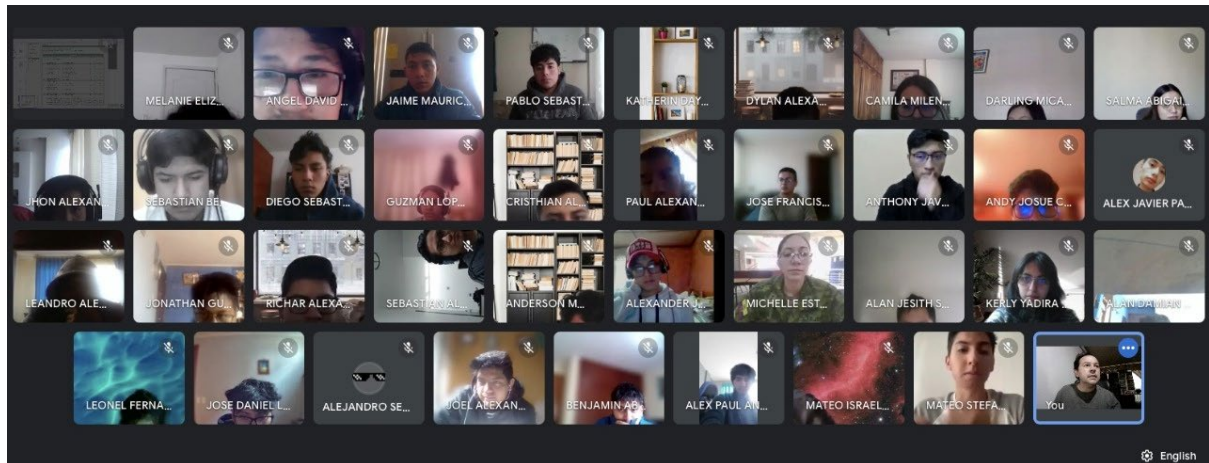 MELANIE ELIZ...
ANGEL DAVID ...
JAIME MAURIC...
PABLO SEBAST...
KATHERIN DAY...
DYLAN ALEXA...
CAMILA MILEN...
DARLING MICA...
SALMA ABIGAI...
JHON ALEXAN...
SEBASTIAN BE...
DIEGO SEBAST...
GUZMAN LOP...
CRISTHIAN AL...
PAUL ALEXAN...
JOSE FRANCIS...
ANTHONY JAV...
ANDY JOSUE C...
ALEX JAVIER PA...
LEANDRO ALE...
JONATHAN GU...
RICHAR ALEXA...
SEBASTIAN AL...
ANDERSON M...
ALEXANDER J...
MICHELLE EST...
ALAN JESITH S...
KERLY YADIRA ...
ALAN DAMIAN ...
LEONEL FERNA...
JOSE DANIEL L...
ALEJANDRO SE...
JOEL ALEXAN...
BENJAMIN AB...
ALEX PAUL AN...
MATEO ISRAEL...
MATEO STEFA...
You
English